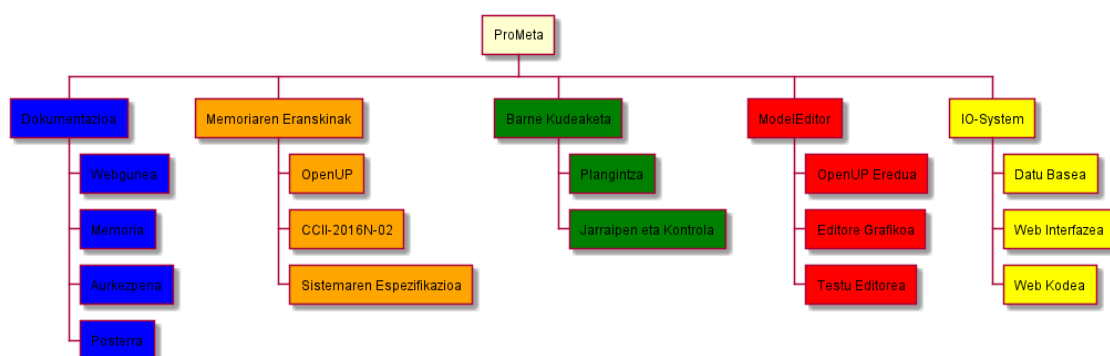 ProMeta
Dokumentazioa
Webgunea
Memoria
Aurkezpena
Posterra
Memoriaren Eranskinak
OpenUP
CCII-2016N-02
Sistemaren Espezifikazioa
Barne Kudeaketa
Plangintza
Jarraipen eta Kontrola
ModelEditor
OpenUP Eredua
Editore Grafikoa
Testu Editorea
IO-System
Datu Basea
Web Interfazea
Web Kodea